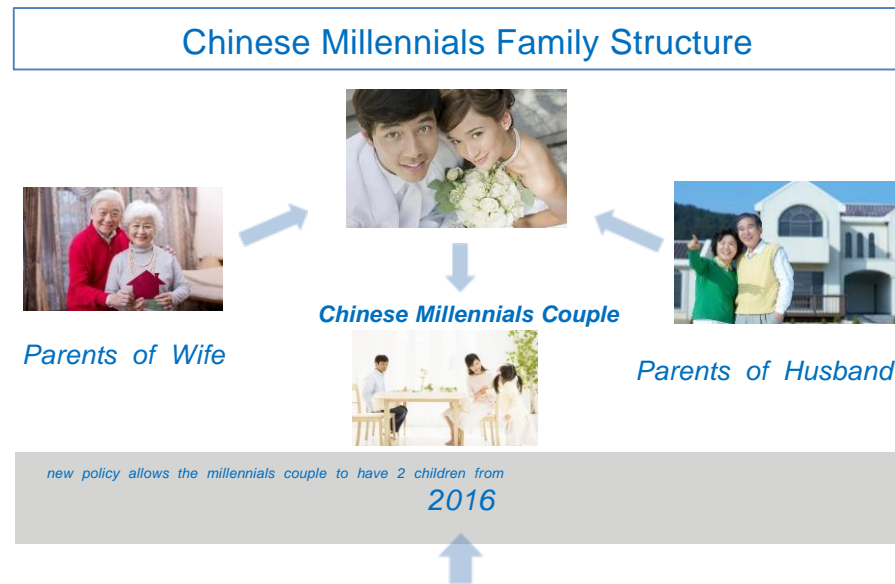 Chinese Millennials Family Structure
Chinese Millennials Couple
Parents of Wife
Parents of Husband
new policy allows the millennials couple to have 2 children from
2016